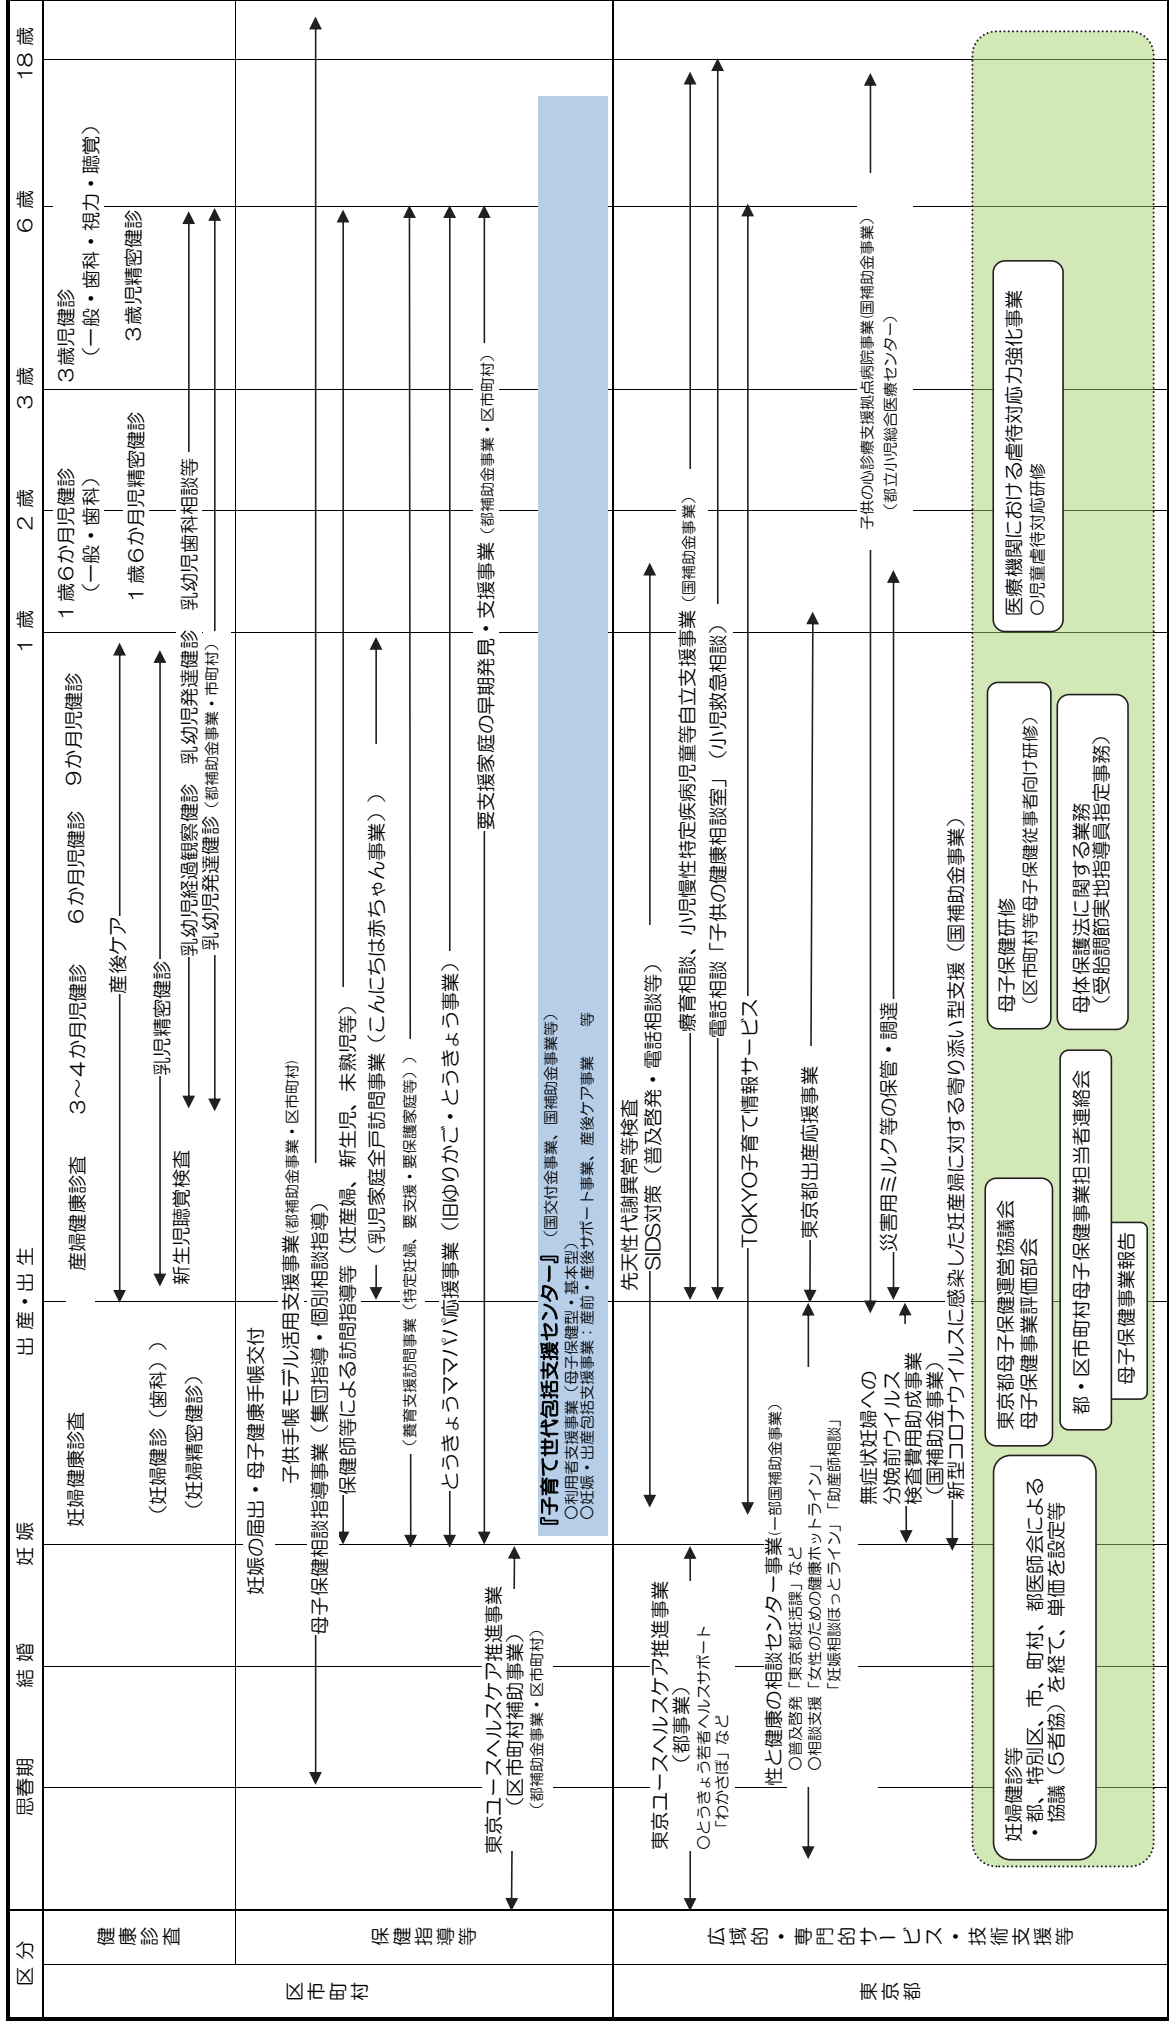 区分
思春期
結婚
妊娠
出産・出生
1歳
2歳
3歳
6歳
18歳
区市町村
健康診査
妊婦健康診査
産婦健康診査
3～4か月児健診
6か月児健診
9か月児健診
1歳6か月児健診
（一般・歯科）
3歳児健診
（一般・歯科・視力・聴覚）
産後ケア
1歳6か月児精密健診
3歳児精密健診
（妊婦健診（歯科））
乳児精密健診
（妊婦精密健診）
新生児聴覚検査
乳幼児経過観察健診
乳幼児発達健診
乳幼児歯科相談等
乳幼児発達健診（都補助金事業・市町村）
保健指導等
妊娠の届出・母子健康手帳交付
子供手帳モデル活用支援事業（都補助金事業・区市町村）
母子保健相談指導事業（集団指導・個別相談指導）
保健師等による訪問指導等（妊産婦、新生児、未熟児等）
（乳児家庭全戸訪問事業（こんにちは赤ちゃん事業））
（養育支援訪問事業（特定妊婦、要支援・要保護家庭等））
とうきょうママパパ応援事業（旧ゆりかご・とうきょう事業）
要支援家庭の早期発見・支援事業（都補助金事業・区市町村）
東京ユースヘルスケア推進事業
（区市町村補助事業）
（都補助金事業・区市町村）
『子育て世代包括支援センター』（国交付金事業、国補助金事業等）
〇利用者支援事業（母子保健型・基本型）
〇妊娠・出産包括支援事業：産前・産後サポート事業、産後ケア事業　等
東京都
広域的・専門的サービス・技術支援等
先天性代謝異常等検査
SIDS対策（普及啓発・電話相談等）
東京ユースヘルスケア推進事業
（都事業）
〇とうきょう若者ヘルスサポート
「わかさぽ」など
療育相談、小児慢性特定疾病児童等自立支援事業（国補助金事業）
電話相談「子供の健康相談室」（小児救急相談）
TOKYO子育て情報サービス
性と健康の相談センター事業（一部国補助金事業）
〇普及啓発「東京都妊活課」など
〇相談支援「女性のための健康ホットライン」
「妊娠相談ほっとライン」「助産師相談」
東京都出産応援事業
子供の心診療支援拠点病院事業（国補助金事業）
（都立小児総合医療センター）
災害用ミルク等の保管・調達
無症状妊婦への
分娩前ウイルス
検査費用助成事業
（国補助金事業）
新型コロナウイルスに感染した妊産婦に対する寄り添い型支援（国補助金事業）
妊婦健診等
・都、特別区、市、町村、都医師会による
協議（5者協）を経て、単価を設定等
東京都母子保健運営協議会
母子保健事業評価部会
都・区市町村母子保健事業担当者連絡会
母子保健事業報告
母子保健研修
（区市町村等母子保健従事者向け研修）
母体保護法に関する業務
（受胎調節実地指導員指定事務）
医療機関における虐待対応力強化事業
〇児童虐待対応研修